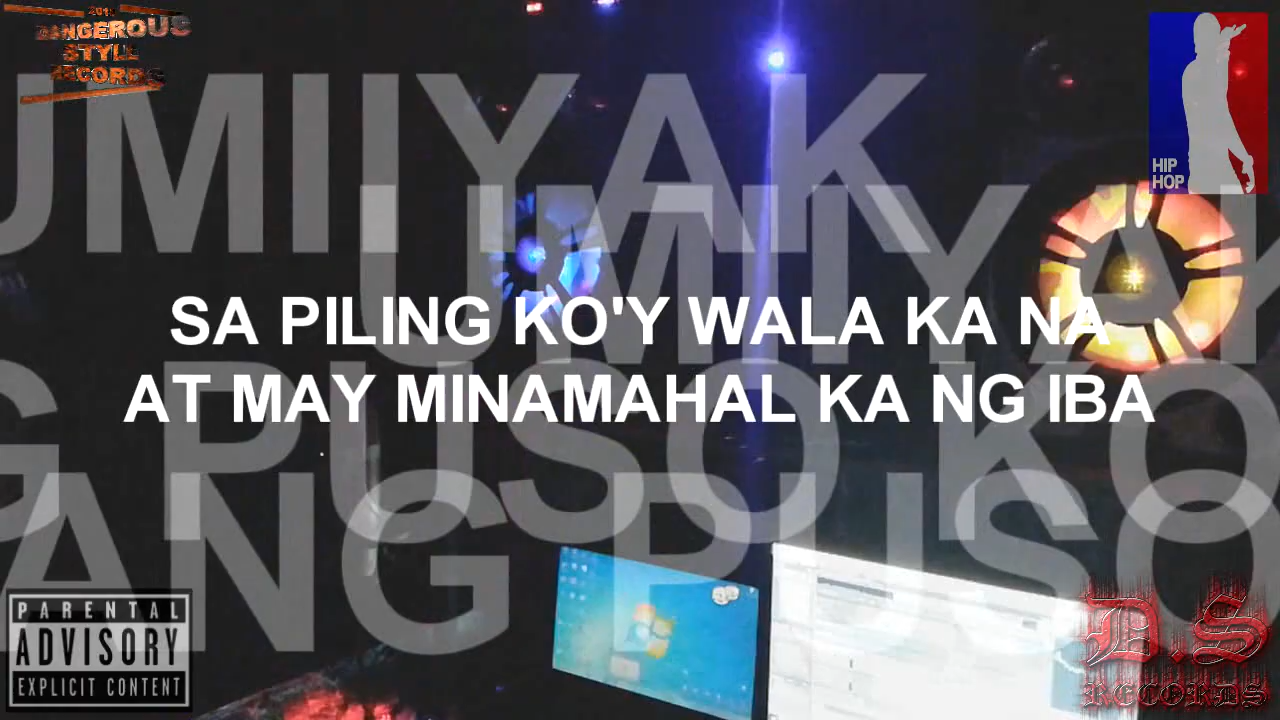 2015
DANGEROUS
STYLE
RECORDS
HIP
HOP
UMIIYAK
UMIIYAK
SA PILING KO'Y WALA KA NA
AT MAY MINAMAHAL KA NG IBA
G PUSO KO
ANG PUSO
PARENTAL
ADVISORY
EXPLICIT CONTENT
D.S
RECORDS